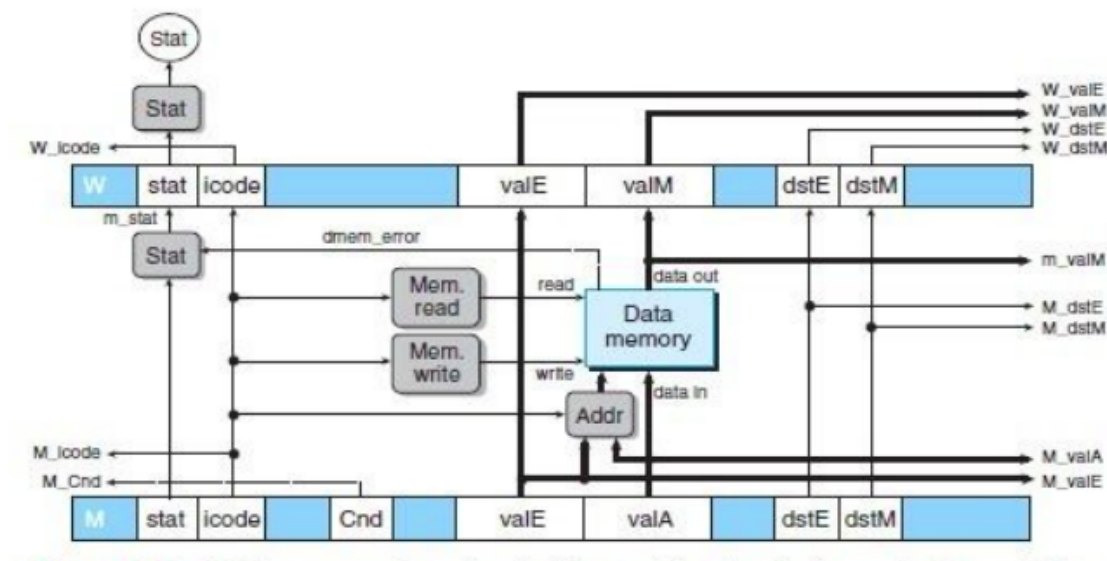 Stat
Stat
W_valE
W_valM
W_dstE
W_dstM
W_icode
W stat icode valE valM dstE dstM
m_stat
dmem_error
Stat
m_valM
data out
Mem.
read
read
Data
memory
M_dstE
M_dstM
Mem.
write
write
data in
Addr
M_icode
M_valA
M_Cnd
M_valE
M stat icode Cnd valE valA dstE dstM